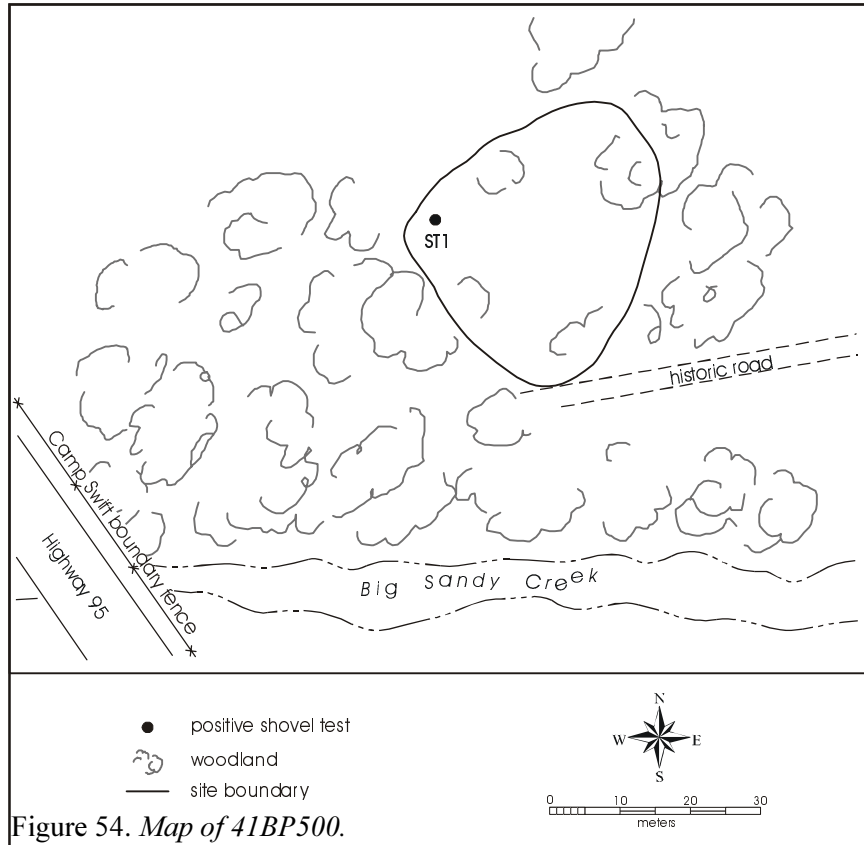 ST1
historic road
Camp Swift boundary fence
Highway 95
Big Sandy Creek
positive shovel test
woodland
site boundary
N
W E
S
0 10 20 30
meters
Figure 54. Map of 41BP500.